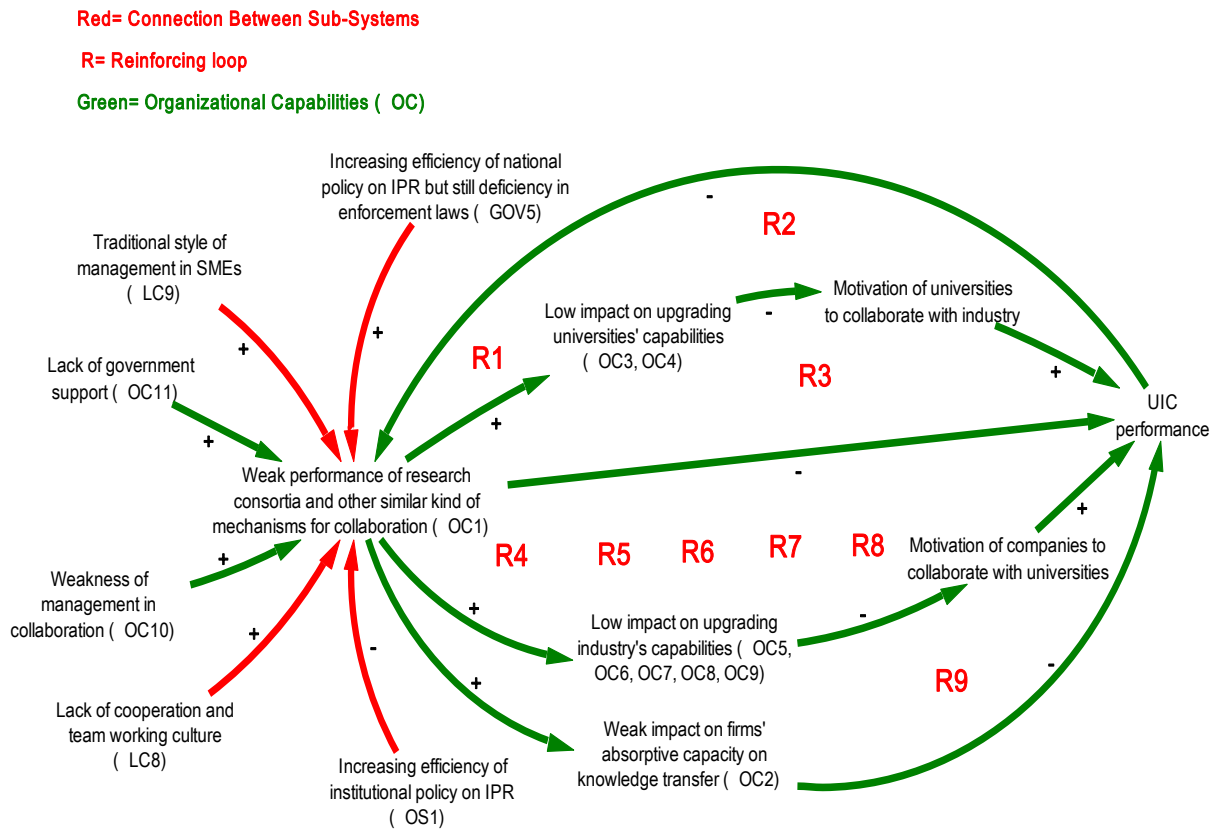 Red= Connection Between Sub-Systems
R= Reinforcing loop
Green= Organizational Capabilities ( OC)
Increasing efficiency of national
policy on IPR but still deficiency in
enforcement laws ( GOV5)
Traditional style of
management in SMEs
( LC9)
Lack of government
support ( OC11)
Weak performance of research
consortia and other similar kind of
mechanisms for collaboration ( OC1)
Weakness of
management in
collaboration ( OC10)
Lack of cooperation and
team working culture
( LC8)
Increasing efficiency of
institutional policy on IPR
( OS1)
Low impact on upgrading
universities' capabilities
( OC3, OC4)
Motivation of universities
to collaborate with industry
UIC
performance
Motivation of companies to
collaborate with universities
Low impact on upgrading
industry's capabilities ( OC5,
OC6, OC7, OC8, OC9)
Weak impact on firms'
absorptive capacity on
knowledge transfer ( OC2)
R1
R2
R3
R4
R5
R6
R7
R8
R9
+
+
+
+
+
-
+
-
+
-
-
+
-
+
+
-